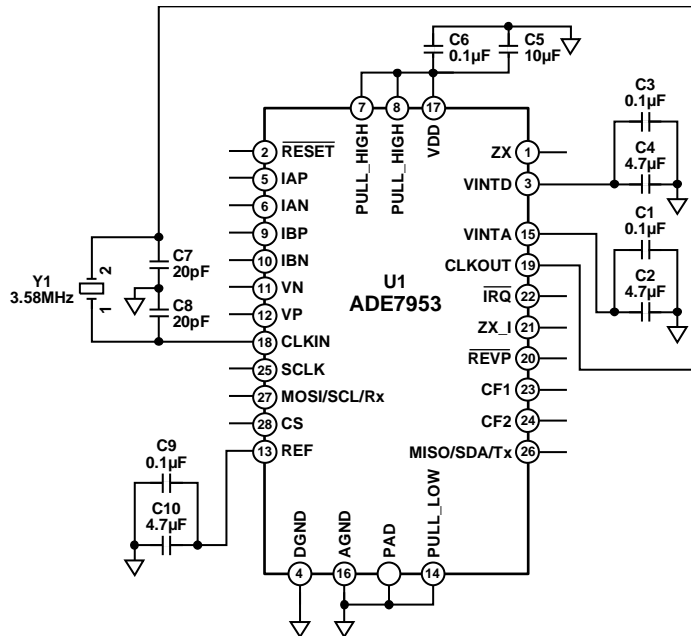 C6
0.1µF
C5
10µF
7
8
17
PULL_HIGH
PULL_HIGH
VDD
C3
0.1µF
C4
4.7µF
2 RESET
5 IAP
6 IAN
9 IBP
10 IBN
11 VN
12 VP
18 CLKIN
25 SCLK
27 MOSI/SCL/Rx
28 CS
13 REF
ZX 1
VINTD 3
VINTA 15
CLKOUT 19
IRQ 22
ZX_I 21
REVP 20
CF1 23
CF2 24
MISO/SDA/Tx 26
C1
0.1µF
C2
4.7µF
U1
ADE7953
Y1
3.58MHz
2
1
C7
20pF
C8
20pF
C9
0.1µF
C10
4.7µF
DGND
AGND
PAD
PULL_LOW
4
16
14